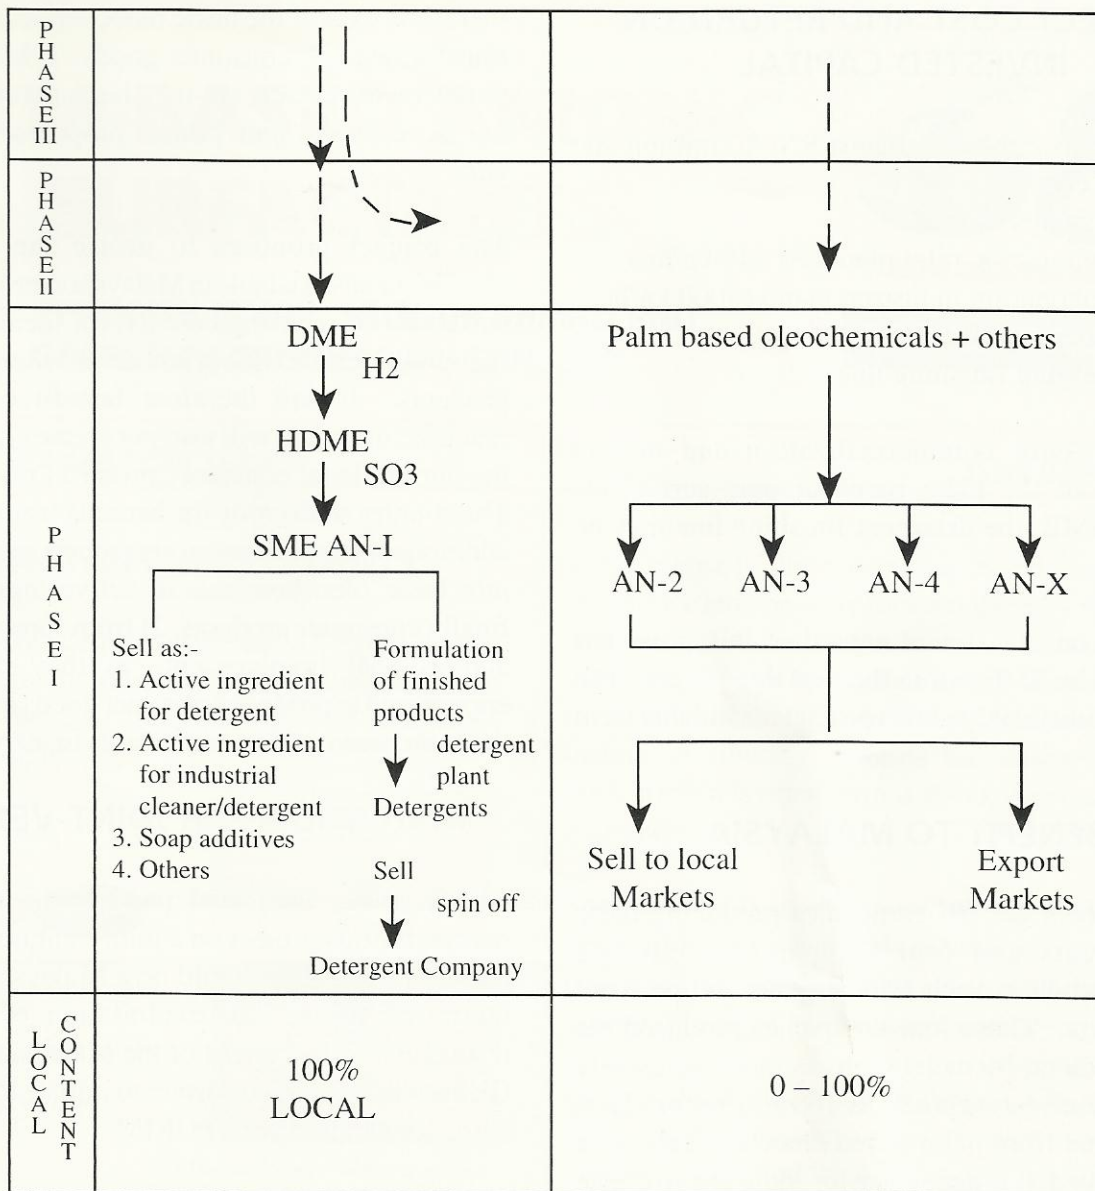 PHASE III
PHASE II
DME
H2
HDME
SO3
SME AN-I
PHASE I
Sell as:-
1. Active ingredient
for detergent
2. Active ingredient
for industrial
cleaner/detergent
3. Soap additives
4. Others
Formulation
of finished
products
detergent
plant
Detergents
Sell
spin off
Detergent Company
Palm based oleochemicals + others
AN-2 AN-3 AN-4 AN-X
Sell to local
Markets
Export
Markets
LOCAL
CONTENT
100%
LOCAL
0 – 100%